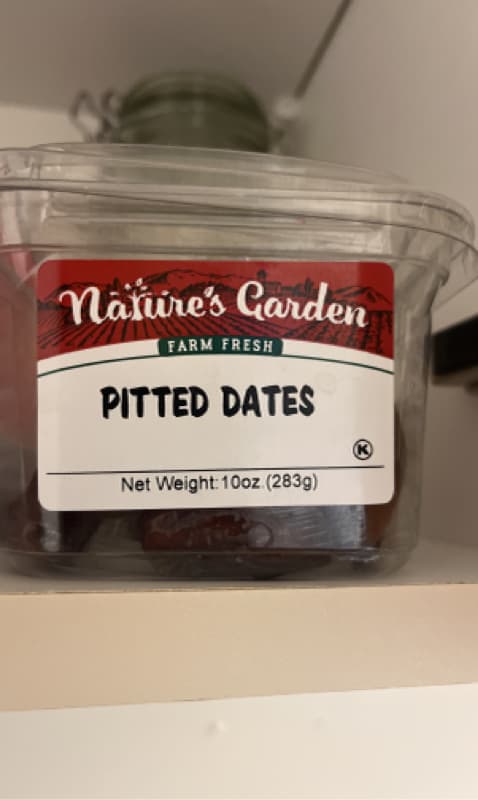 Nature's Garden
FARM FRESH
PITTED DATES
K
Net Weight: 10oz.(283g)